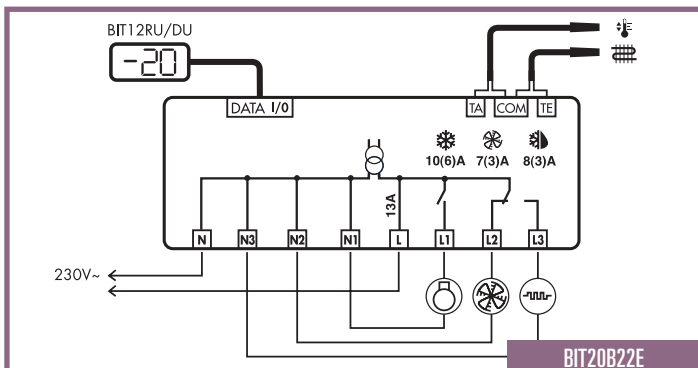 BIT12RU/DU
-20
DATA I/O
TA COM TE
10(6)A 7(3)A 8(3)A
13A
N N3 N2 N1 L L1 L2 L3
230V~
BIT20B22E